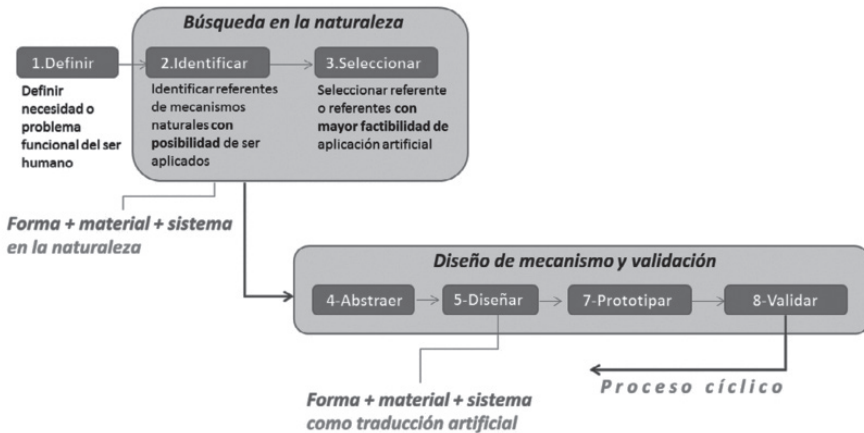 Búsqueda en la naturaleza
1.Definir
2.Identificar
3.Seleccionar
Definir
necesidad o
problema
funcional del ser
humano
Identificar referentes
de mecanismos
naturales con
posibilidad de ser
aplicados
Seleccionar referente
o referentes con
mayor factibilidad de
aplicación artificial
Forma + material + sistema
en la naturaleza
Diseño de mecanismo y validación
4-Abstraer
5-Diseñar
7-Prototipar
8-Validar
Proceso cíclico
Forma + material + sistema
como traducción artificial